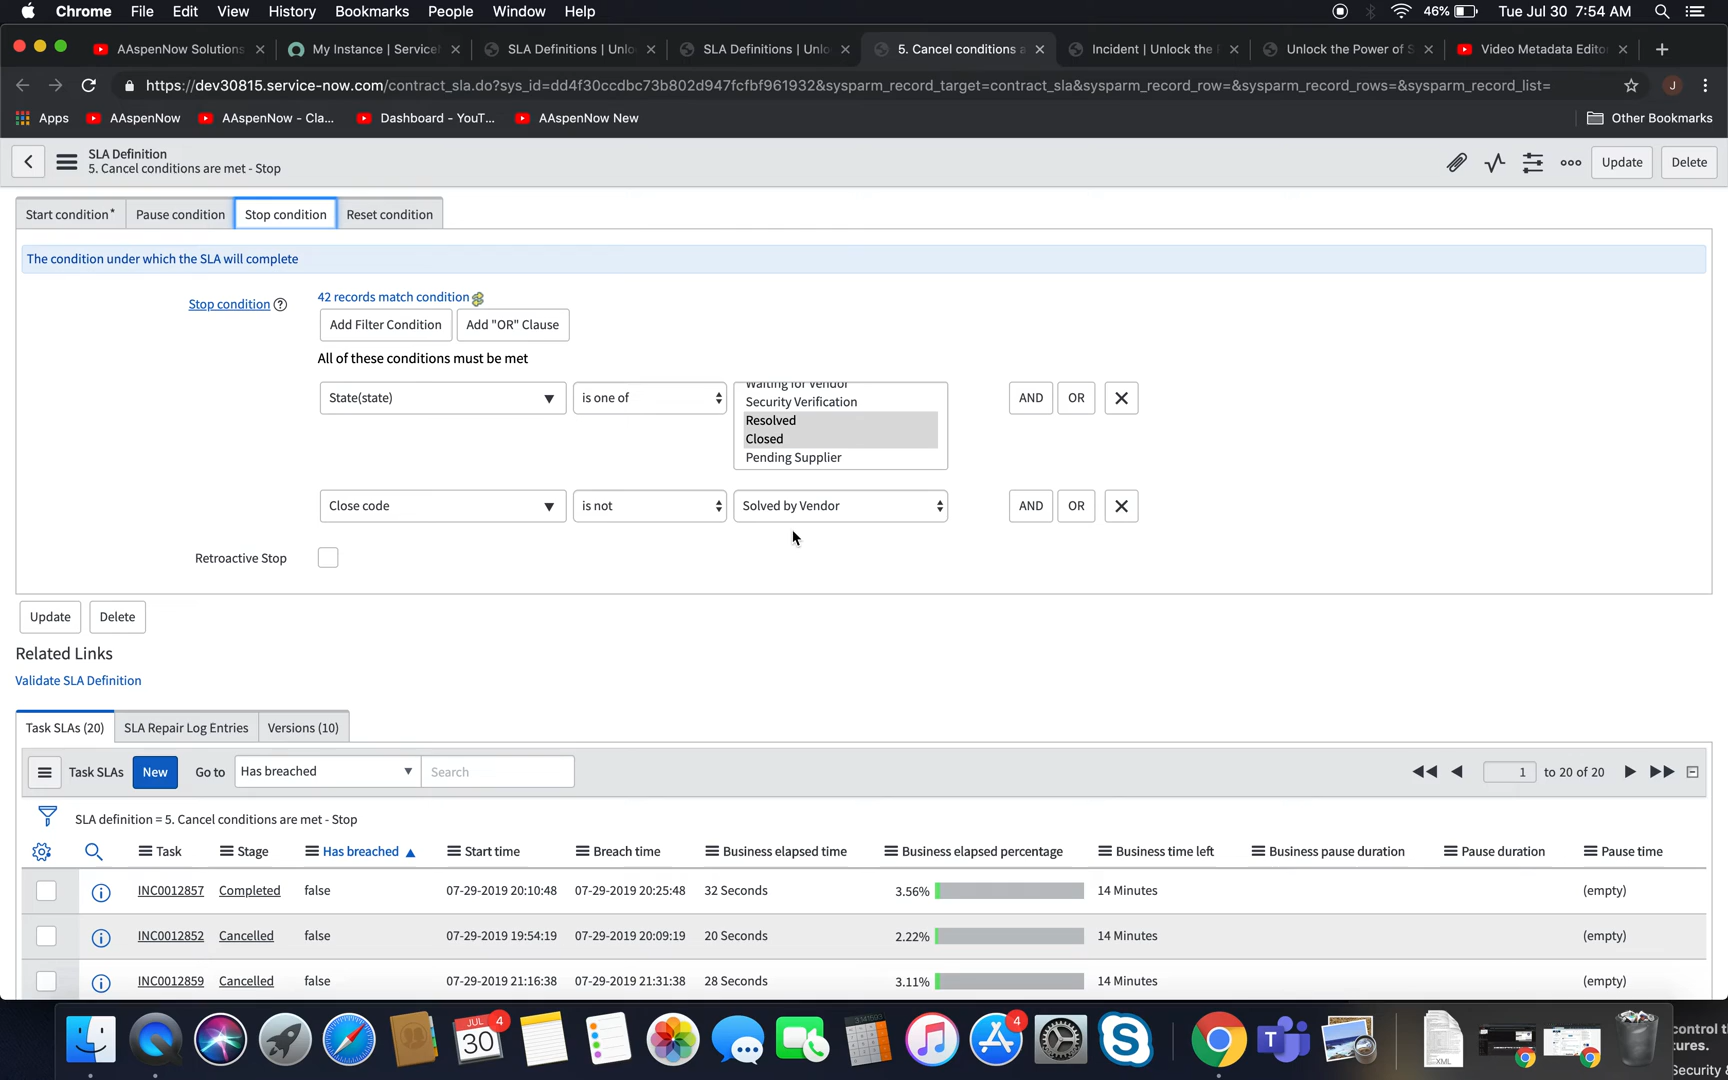 Chrome File Edit View History Bookmarks People Window Help 46% Tue Jul 30 7:54 AM
AAspenNow Solutions My Instance | Service SLA Definitions | Unlo SLA Definitions | Unlo 5. Cancel conditions a Incident | Unlock the Unlock the Power of S Video Metadata Edito
https://dev30815.service-now.com/contract_sla.do?sys_id=dd4f30ccdbc73b802d947fcfbf961932&sysparm_record_target=contract_sla&sysparm_record_row=&sysparm_record_rows=&sysparm_record_list= J
Apps AAspenNow AAspenNow - Cla... Dashboard - YouT... AAspenNow New Other Bookmarks
SLA Definition
5. Cancel conditions are met - Stop
Update Delete
Start condition* Pause condition Stop condition Reset condition
The condition under which the SLA will complete
Stop condition ? 42 records match condition
Add Filter Condition Add "OR" Clause
All of these conditions must be met
Waiting for Vendor
State(state) is one of Security Verification AND OR
Resolved
Closed
Pending Supplier
Close code is not Solved by Vendor AND OR
Retroactive Stop
Update Delete
Related Links
Validate SLA Definition
Task SLAs (20) SLA Repair Log Entries Versions (10)
Task SLAs New Go to Has breached Search 1 to 20 of 20
SLA definition = 5. Cancel conditions are met - Stop
Task Stage Has breached Start time Breach time Business elapsed time Business elapsed percentage Business time left Business pause duration Pause duration Pause time
INC0012857 Completed false 07-29-2019 20:10:48 07-29-2019 20:25:48 32 Seconds 3.56% 14 Minutes (empty)
INC0012852 Cancelled false 07-29-2019 19:54:19 07-29-2019 20:09:19 20 Seconds 2.22% 14 Minutes (empty)
INC0012859 Cancelled false 07-29-2019 21:16:38 07-29-2019 21:31:38 28 Seconds 3.11% 14 Minutes (empty)
JUL 4 30 4 XML
control t
tures.
Security